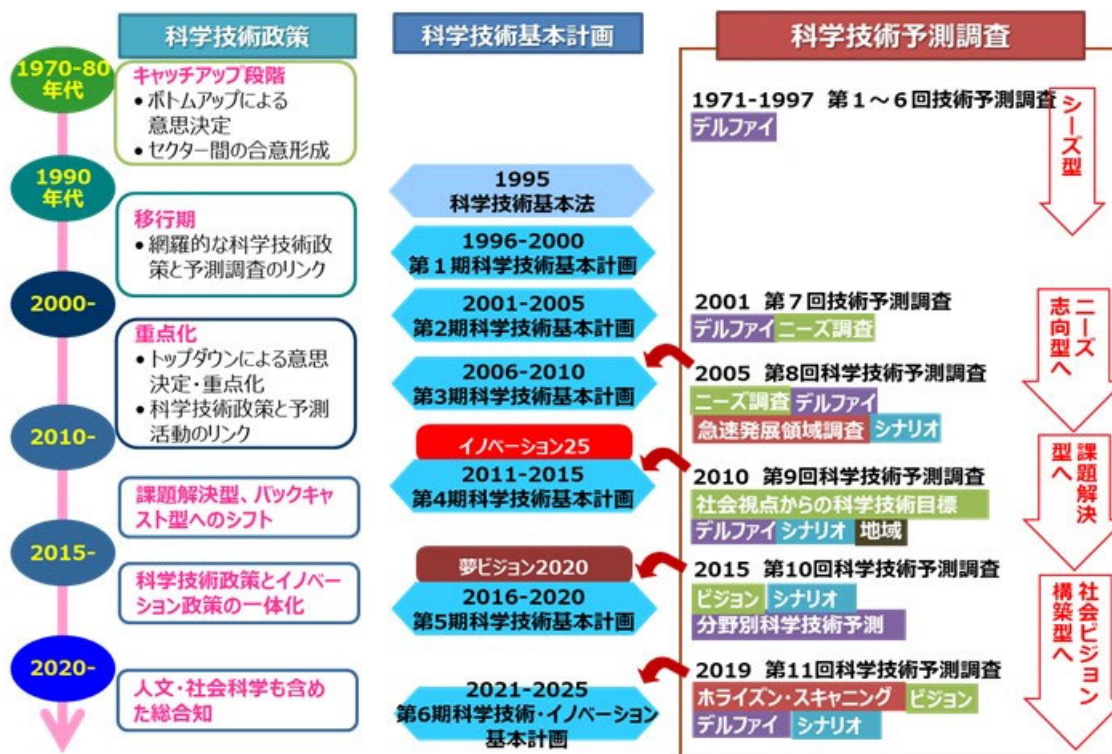 科学技術政策
科学技術基本計画
科学技術予測調査
1970-80
年代
キャッチアップ段階
•ボトムアップによる
意思決定
•セクター間の合意形成
1971-1997 第1～6回技術予測調査
デルファイ
シーズ型
1990
年代
1995
科学技術基本法
移行期
•網羅的な科学技術政
策と予測調査のリンク
1996-2000
第1期科学技術基本計画
2000-
2001-2005
第2期科学技術基本計画
2001 第7回技術予測調査
デルファイ ニーズ調査
ニーズ
志向型へ
重点化
•トップダウンによる意思
決定・重点化
•科学技術政策と予測
活動のリンク
2006-2010
第3期科学技術基本計画
2005 第8回科学技術予測調査
ニーズ調査 デルファイ
急速発展領域調査 シナリオ
2010-
イノベーション25
2011-2015
第4期科学技術基本計画
2010 第9回科学技術予測調査
社会視点からの科学技術目標
デルファイ シナリオ 地域
課題解決
型へ
課題解決型、バックキャ
スト型へのシフト
2015-
夢ビジョン2020
2016-2020
第5期科学技術基本計画
2015 第10回科学技術予測調査
ビジョン シナリオ
分野別科学技術予測
科学技術政策とイノベー
ション政策の一体化
社会ビジョン
構築型へ
2020-
人文・社会科学も含め
た総合知
2021-2025
第6期科学技術・イノベーション
基本計画
2019 第11回科学技術予測調査
ホライズン・スキャニング ビジョン
デルファイ シナリオ